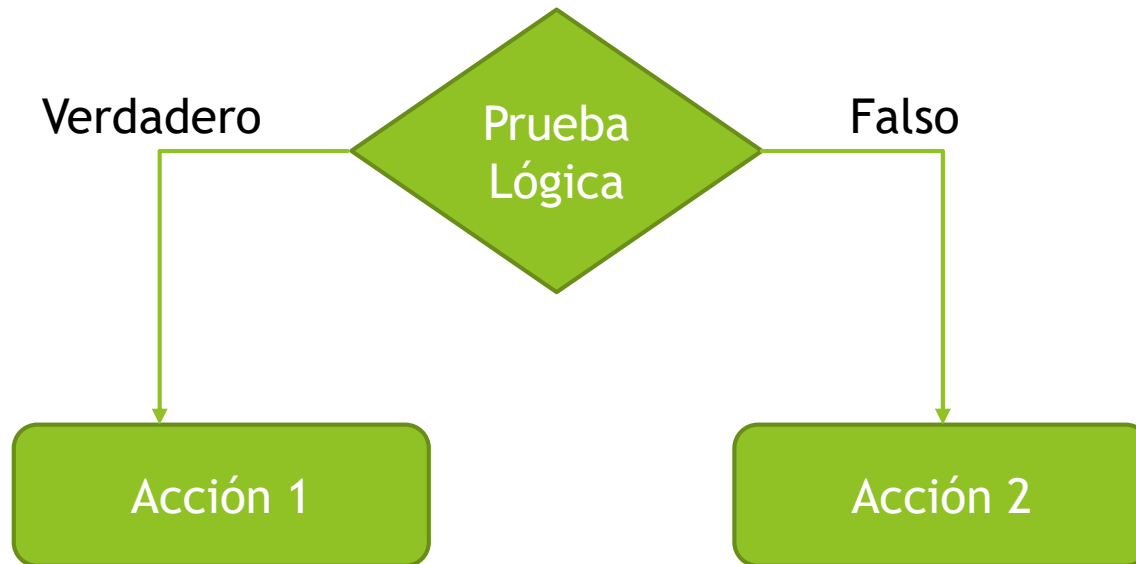 Verdadero
Prueba
Lógica
Falso
Acción 1
Acción 2